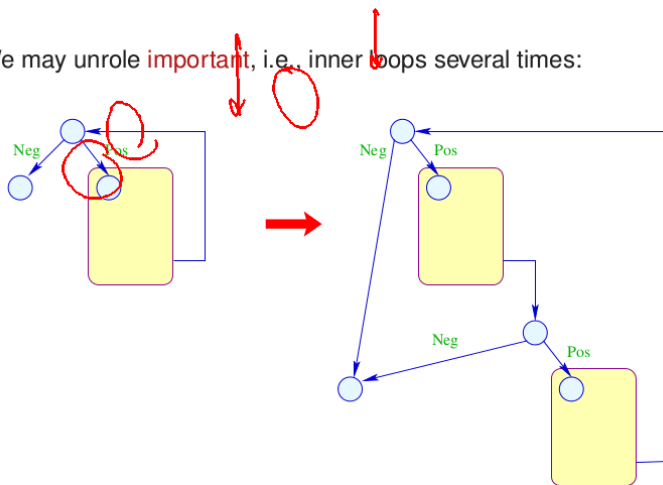 e may unrole important, i.e., inner loops several times:
Neg Pos
Neg Pos
Neg
Pos